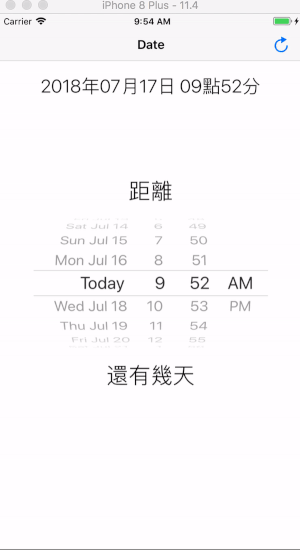 iPhone 8 Plus - 11.4
Carrier 9:54 AM
Date
2018年07月17日 09點52分
距離
Sat Jul 14 6 49
Sun Jul 15 7 50
Mon Jul 16 8 51
Today 9 52 AM
Wed Jul 18 10 53 PM
Thu Jul 19 11 54
Fri Jul 20 12 55
還有幾天